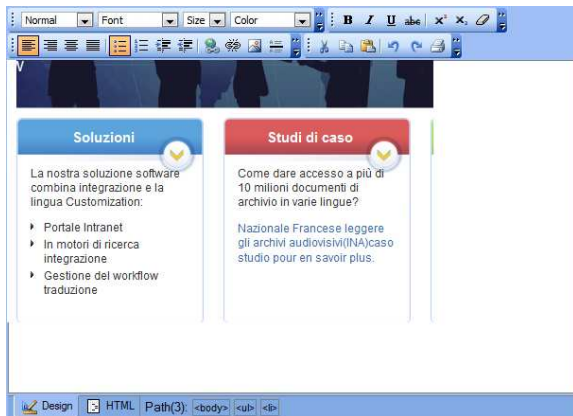 Normal Font Size Color B I U abc x² x₂
V
Soluzioni
La nostra soluzione software
combina integrazione e la
lingua Customization:
Portale Intranet
In motori di ricerca
integrazione
Gestione del workflow
traduzione
Studi di caso
Come dare accesso a più di
10 milioni documenti di
archivio in varie lingue?
Nazionale Francese leggere
gli archivi audiovisivi(INA)caso
studio pour en savoir plus.
Design HTML Path(3): <body> <ul> <li>